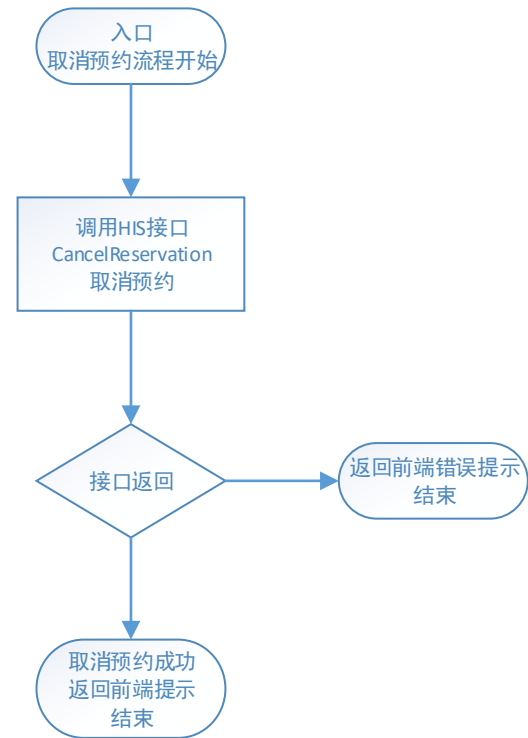 入口
取消预约流程开始
调用HIS接口
CancelReservation
取消预约
接口返回
返回前端错误提示
结束
取消预约成功
返回前端提示
结束